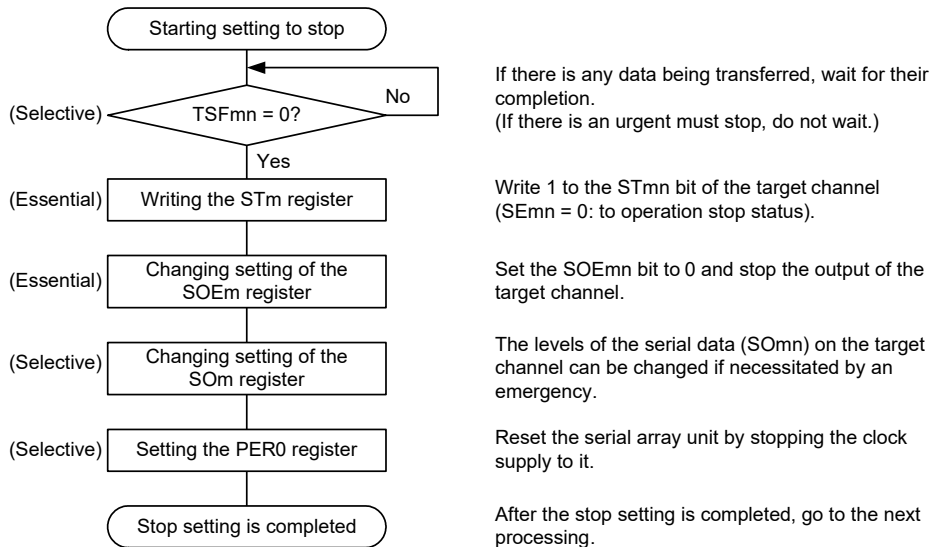 Starting setting to stop
If there is any data being transferred, wait for their
completion.
(If there is an urgent must stop, do not wait.)
(Selective)
TSFmn = 0?
No
Yes
(Essential)
Writing the STm register
Write 1 to the STmn bit of the target channel
(SEmn = 0: to operation stop status).
(Essential)
Changing setting of the
SOEm register
Set the SOEmn bit to 0 and stop the output of the
target channel.
(Selective)
Changing setting of the
SOm register
The levels of the serial data (SOmn) on the target
channel can be changed if necessitated by an
emergency.
(Selective)
Setting the PER0 register
Reset the serial array unit by stopping the clock
supply to it.
Stop setting is completed
After the stop setting is completed, go to the next
processing.